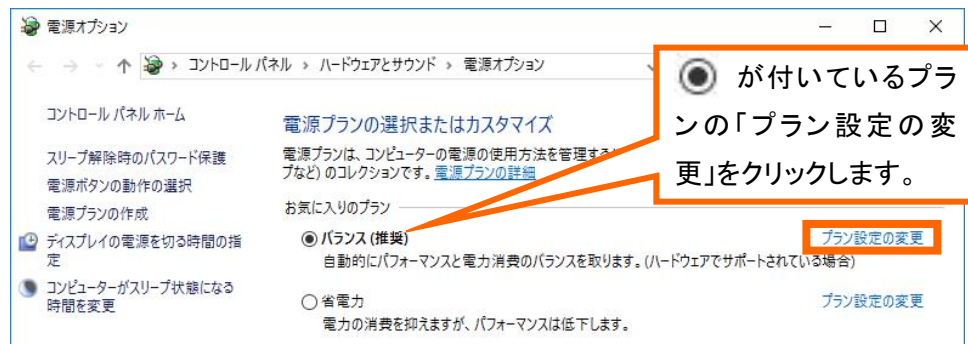 電源オプション
コントロール パネル › ハードウェアとサウンド › 電源オプション
が付いているプラ
ンの「プラン設定の変
更」をクリックします。
コントロール パネル ホーム
スリープ解除時のパスワード保護
電源ボタンの動作の選択
電源プランの作成
ディスプレイの電源を切る時間の指
定
コンピューターがスリープ状態になる
時間を変更
電源プランの選択またはカスタマイズ
電源プランは、コンピューターの電源の使用方法を管理する
プなど) のコレクションです。電源プランの詳細
お気に入りのプラン
バランス (推奨)
プラン設定の変更
自動的にパフォーマンスと電力消費のバランスを取ります。(ハードウェアでサポートされている場合)
省電力
プラン設定の変更
電力の消費を抑えますが、パフォーマンスは低下します。